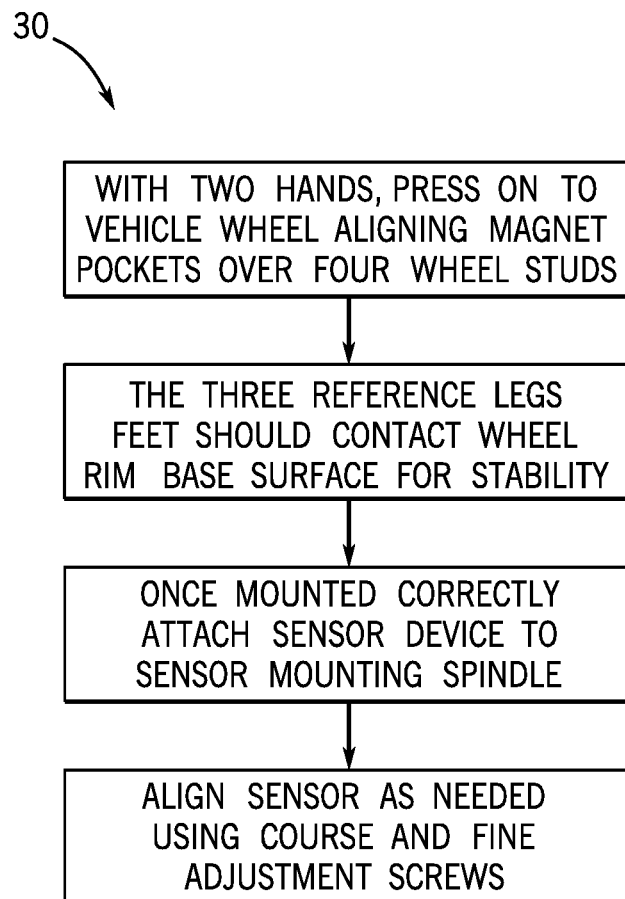 30
WITH TWO HANDS, PRESS ON TO
VEHICLE WHEEL ALIGNING MAGNET
POCKETS OVER FOUR WHEEL STUDS
THE THREE REFERENCE LEGS
FEET SHOULD CONTACT WHEEL
RIM BASE SURFACE FOR STABILITY
ONCE MOUNTED CORRECTLY
ATTACH SENSOR DEVICE TO
SENSOR MOUNTING SPINDLE
ALIGN SENSOR AS NEEDED
USING COURSE AND FINE
ADJUSTMENT SCREWS